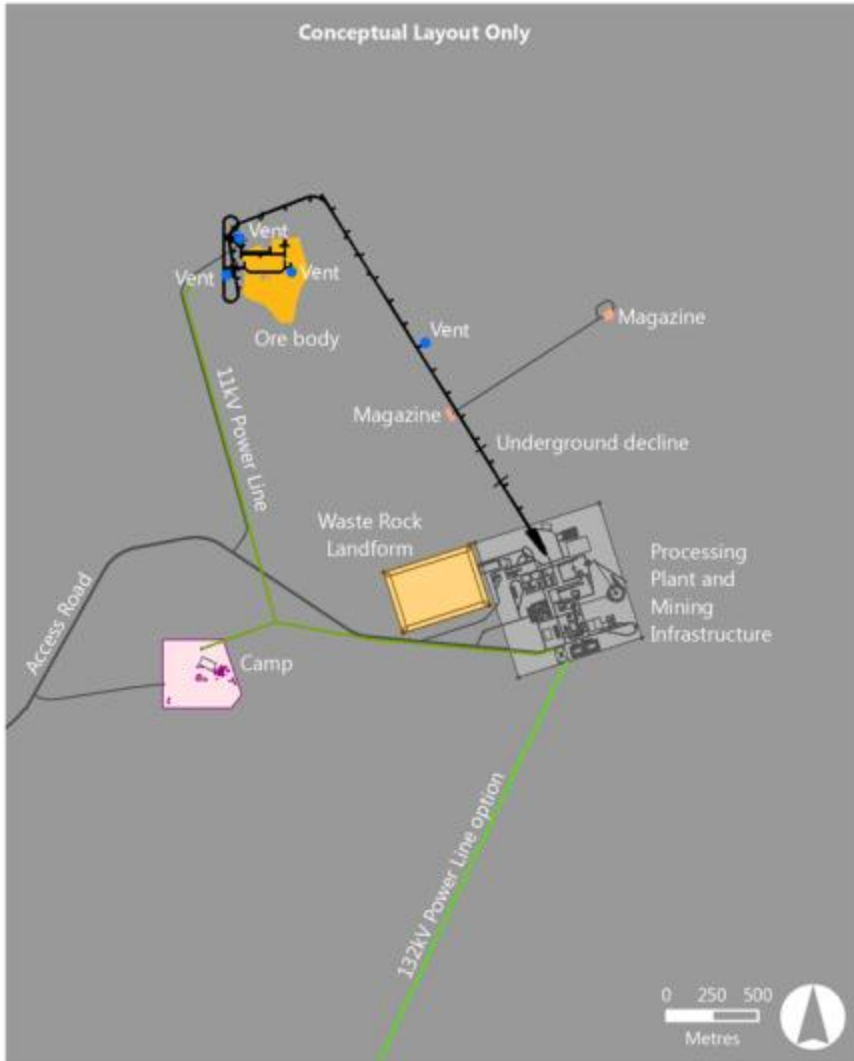 Conceptual Layout Only
Vent
Vent
Vent
Ore body
Vent
Magazine
Magazine
Underground decline
11kV Power Line
Waste Rock
Landform
Processing
Plant and
Mining
Infrastructure
Access Road
Camp
132kV Power Line option
0 250 500
Metres